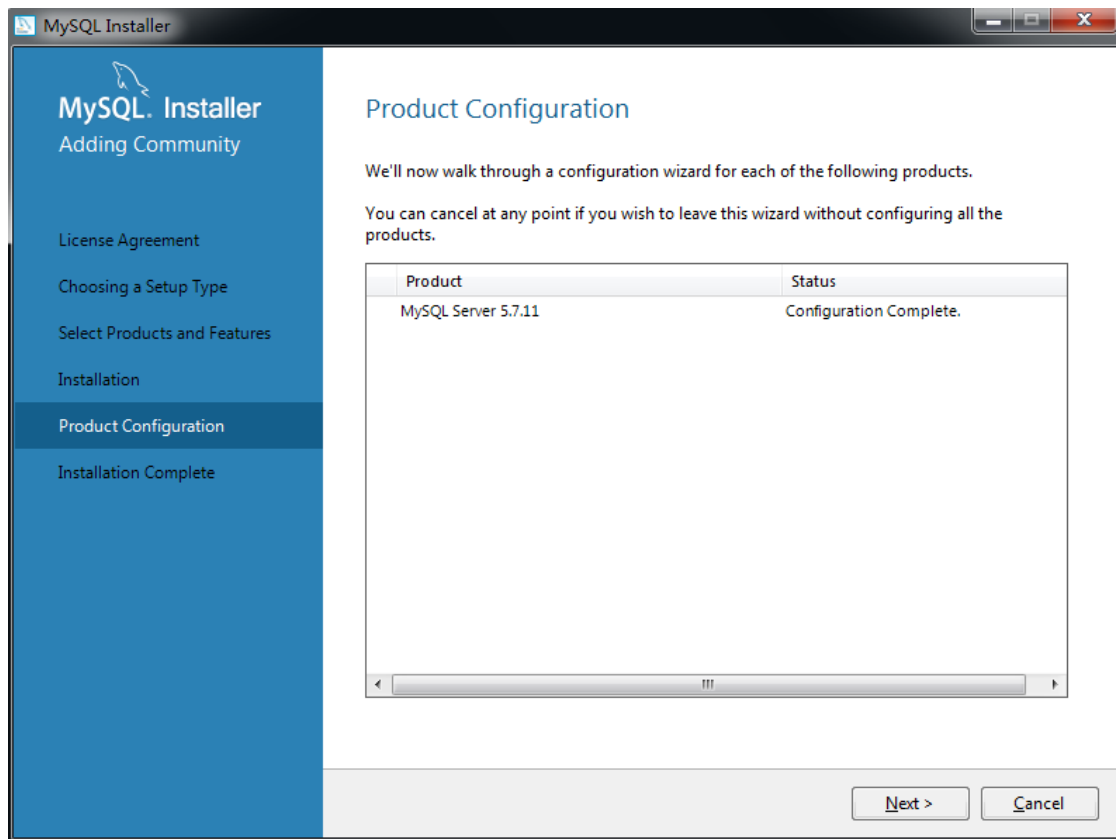 MySQL Installer
MySQL. Installer
Adding Community
License Agreement
Choosing a Setup Type
Select Products and Features
Installation
Product Configuration
Installation Complete
Product Configuration
We'll now walk through a configuration wizard for each of the following products.
You can cancel at any point if you wish to leave this wizard without configuring all the
products.
Product Status
MySQL Server 5.7.11 Configuration Complete.
Next > Cancel